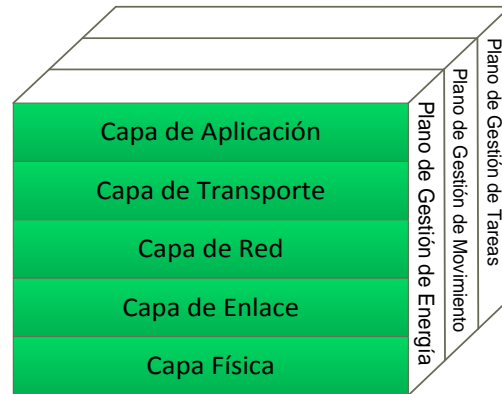 Capa de Aplicación
Capa de Transporte
Capa de Red
Capa de Enlace
Capa Física
Plano de Gestión de Energía
Plano de Gestión de Movimiento
Plano de Gestión de Tareas